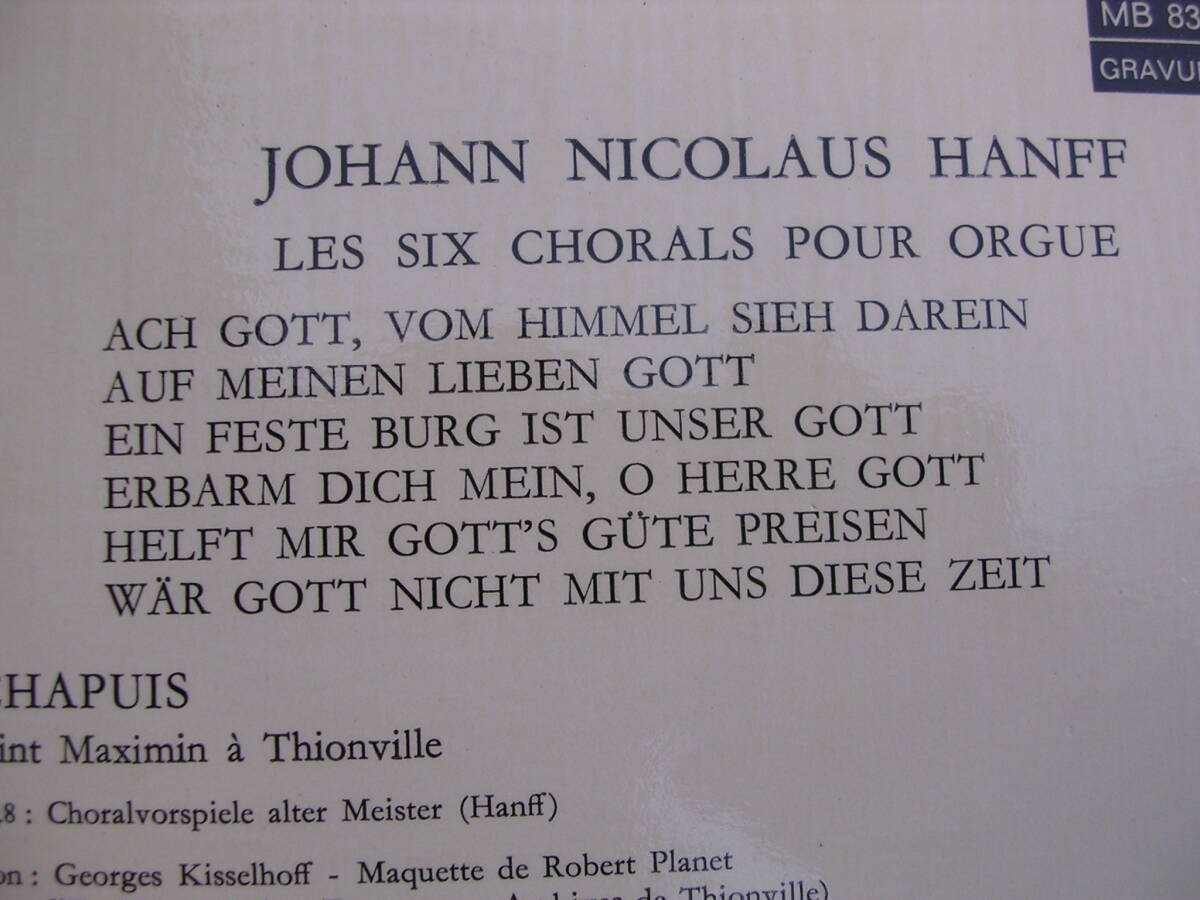 MB 83
GRAVU
JOHANN NICOLAUS HANFF
LES SIX CHORALS POUR ORGUE
ACH GOTT, VOM HIMMEL SIEH DAREIN
AUF MEINEN LIEBEN GOTT
EIN FESTE BURG IST UNSER GOTT
ERBARM DICH MEIN, O HERRE GOTT
HELFT MIR GOTT'S GÜTE PREISEN
WÄR GOTT NICHT MIT UNS DIESE ZEIT
CHAPUIS
int Maximin à Thionville
8 : Choralvorspiele alter Meister (Hanff)
on : Georges Kisselhoff - Maquette de Robert Planet
Archives de Thionville)